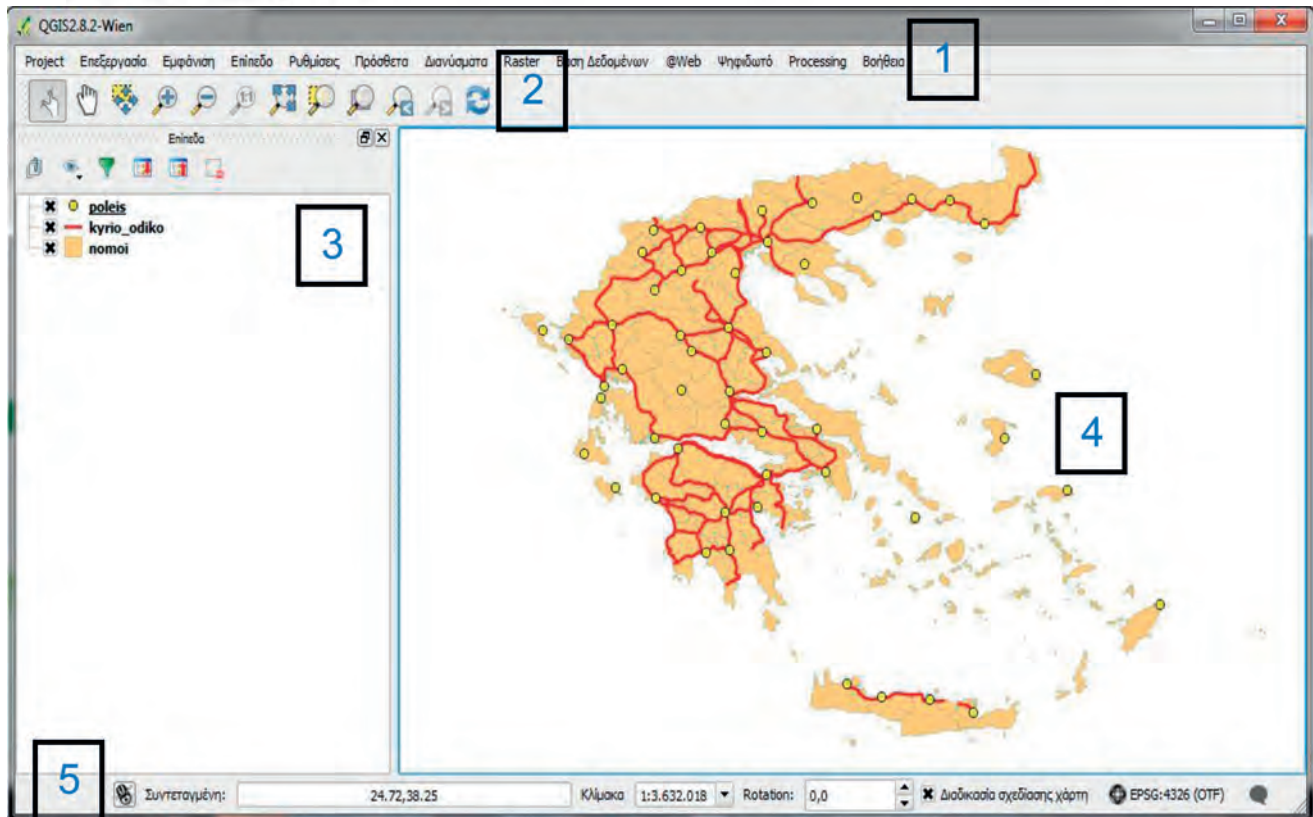 QGIS2.8.2-Wien
1
Project Επεξεργασία Εμφάνιση Επίπεδο Ρυθμίσεις Πρόσθετα Διανύσματα Raster Βάση Δεδομένων @Web Ψηφιδωτό Processing Βοήθεια
2
Επίπεδα
poleis
kyrio_odiko
nomoi
3
4
5
Συντεταγμένη: 24.72,38.25 Κλίμακα 1:3.632.018 Rotation: 0,0 Διαδικασία σχεδίασης χάρτη EPSG:4326 (OTF)